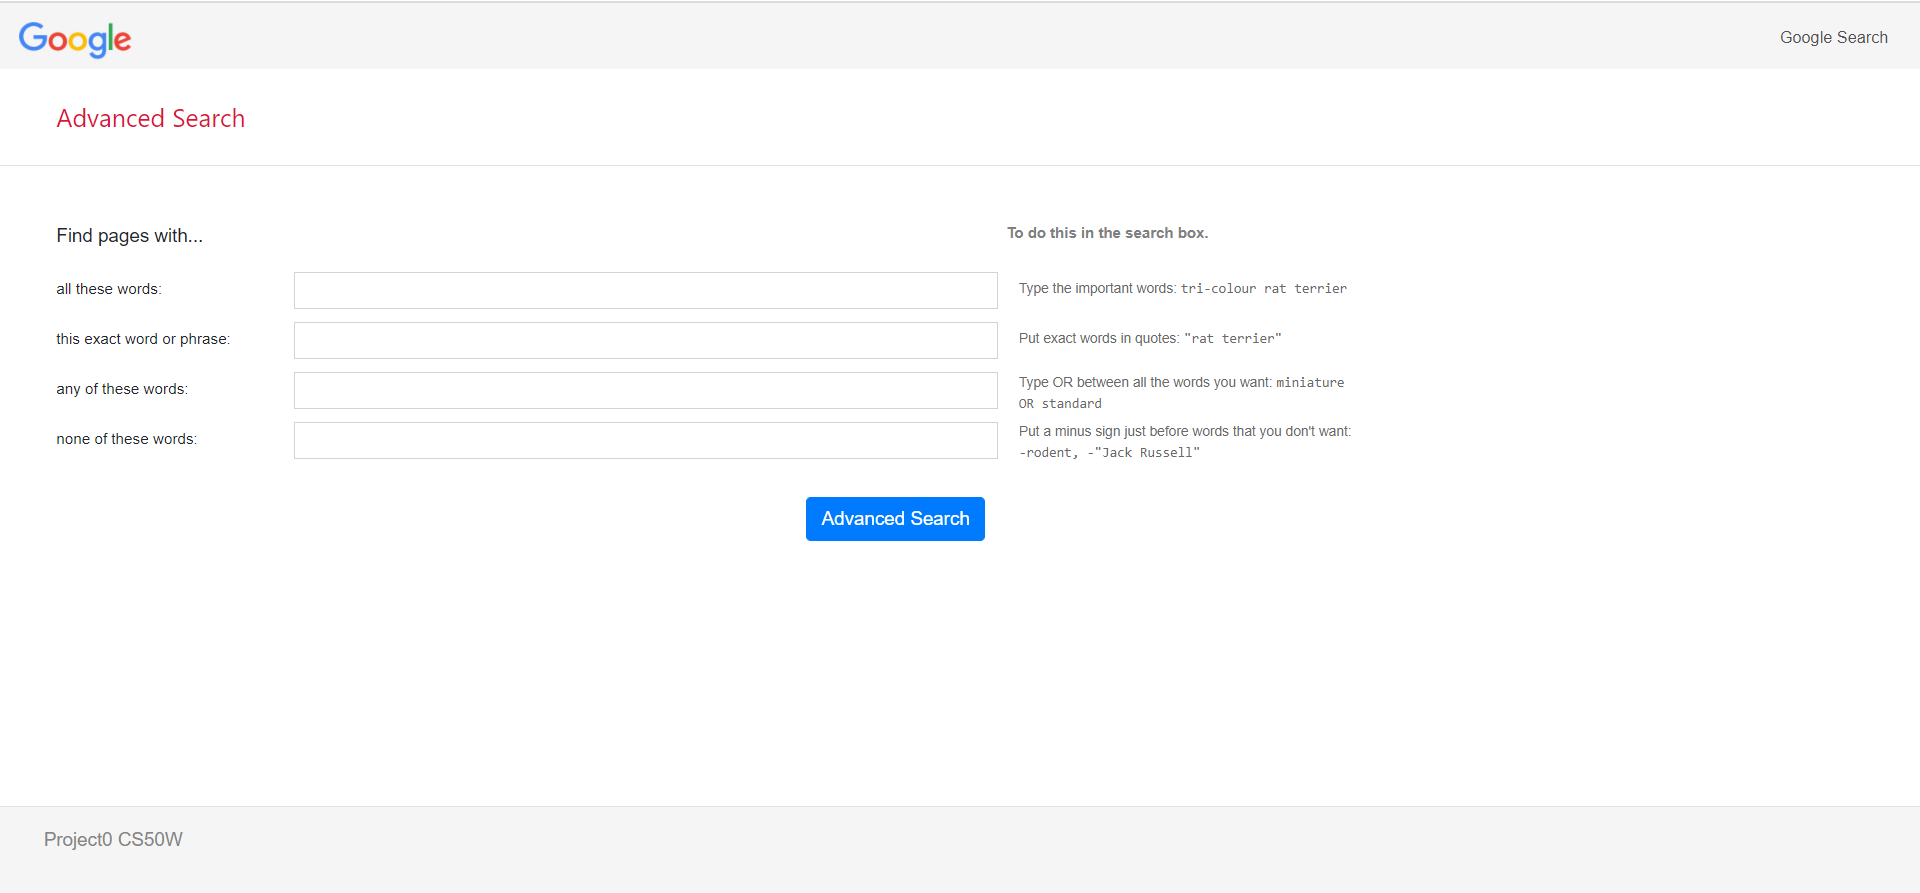 Google
Google Search
Advanced Search
Find pages with...
To do this in the search box.
all these words:
Type the important words: tri-colour rat terrier
this exact word or phrase:
Put exact words in quotes: "rat terrier"
any of these words:
Type OR between all the words you want: miniature
OR standard
none of these words:
Put a minus sign just before words that you don't want:
-rodent, -"Jack Russell"
Advanced Search
Project0 CS50W